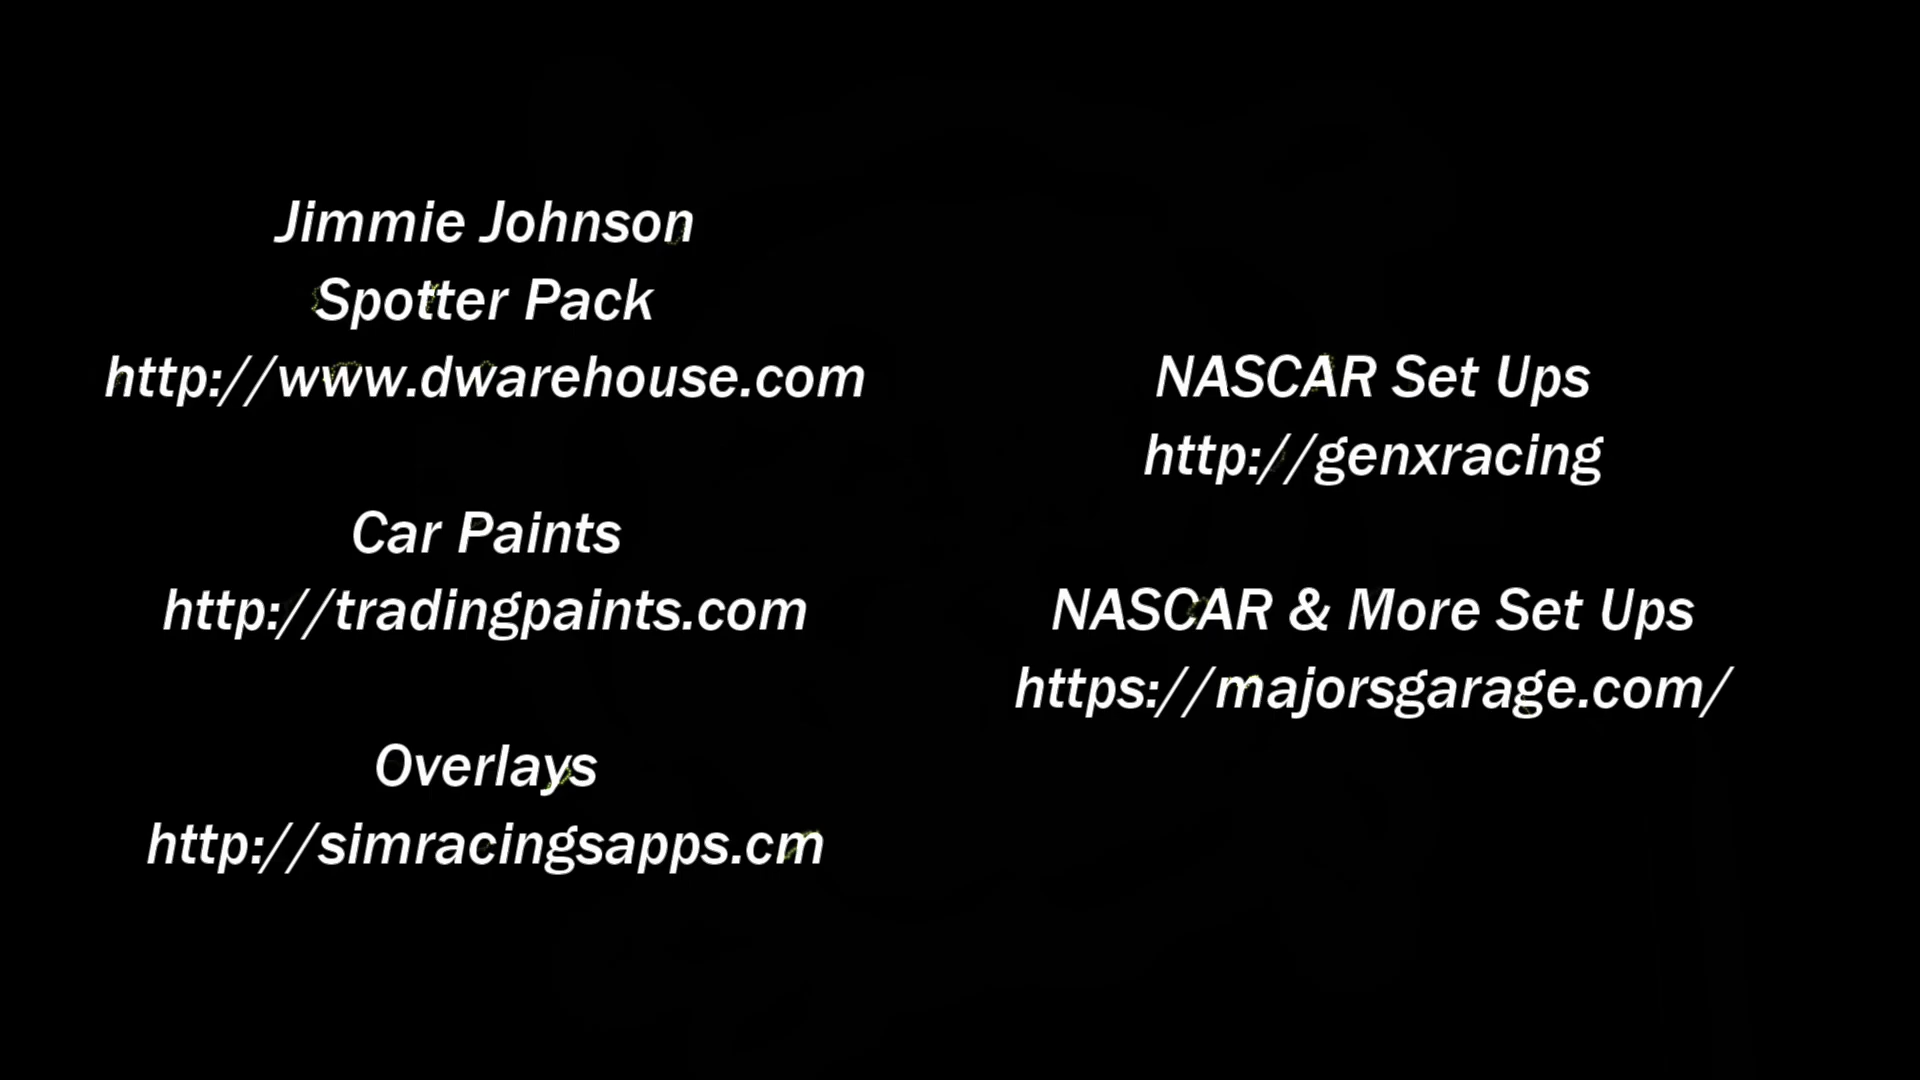 Jimmie Johnson
Spotter Pack
http://www.dwarehouse.com
Car Paints
http://tradingpaints.com
Overlays
http://simracingsapps.cm
NASCAR Set Ups
http://genxracing
NASCAR & More Set Ups
https://majorsgarage.com/